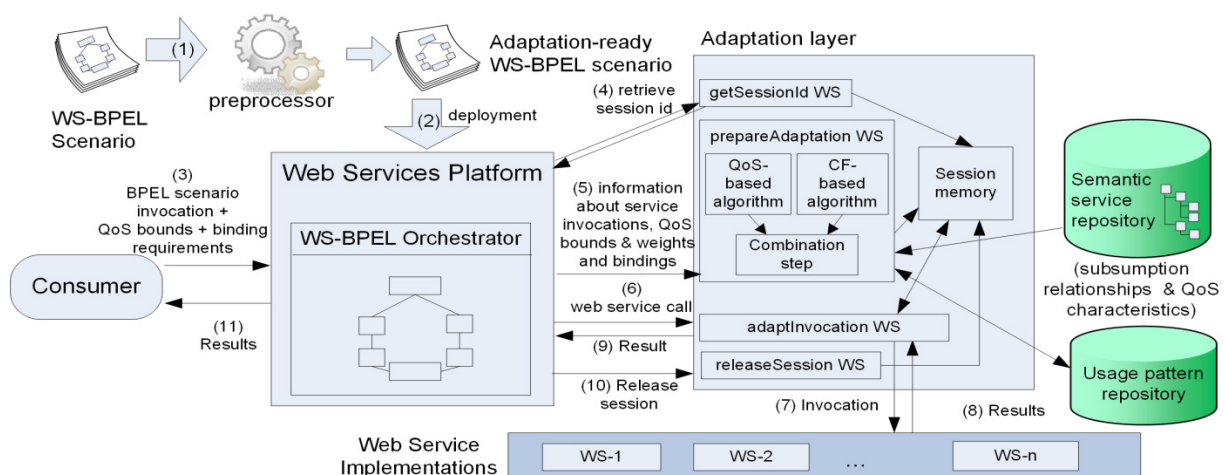 (1)
WS-BPEL
Scenario
preprocessor
Adaptation-ready
WS-BPEL scenario
(2)
deployment
(3)
BPEL scenario
invocation +
QoS bounds + binding
requirements
Consumer
(11)
Results
Web Services Platform
WS-BPEL Orchestrator
(4) retrieve
session id
(5) information
about service
invocations, QoS
bounds & weights
and bindings
(6)
web service call
(9) Result
(10) Release
session
Adaptation layer
getSessionId WS
prepareAdaptation WS
QoS-
based
algorithm
CF-
based
algorithm
Combination
step
Session
memory
adaptInvocation WS
releaseSession WS
(7) Invocation
(8) Results
Semantic
service
repository
(subsumption
relationships & QoS
characteristics)
Usage pattern
repository
Web Service
Implementations
WS-1
WS-2
...
WS-n